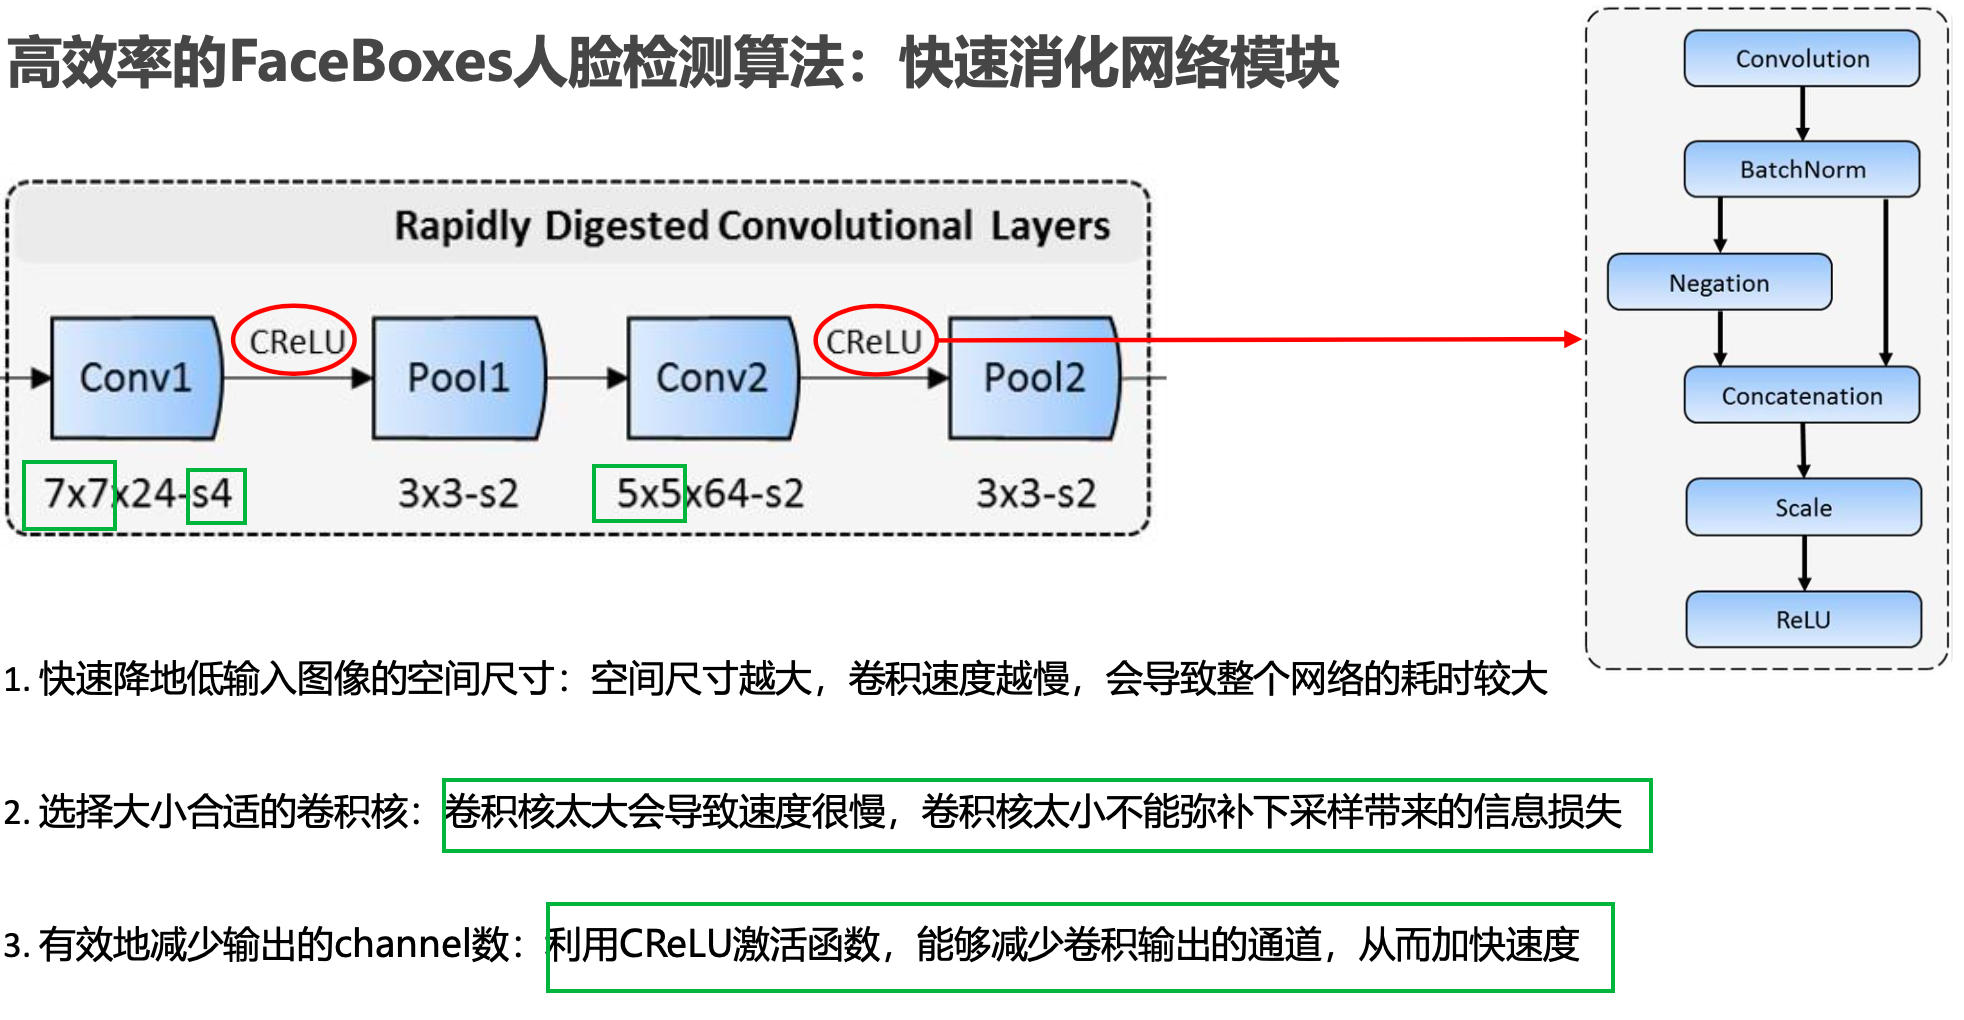 高效率的FaceBoxes人脸检测算法：快速消化网络模块
Rapidly Digested Convolutional Layers
Conv1
CReLU
Pool1
Conv2
CReLU
Pool2
7x7x24-s4
3x3-s2
5x5x64-s2
3x3-s2
Convolution
BatchNorm
Negation
Concatenation
Scale
ReLU
1. 快速降地低输入图像的空间尺寸：空间尺寸越大，卷积速度越慢，会导致整个网络的耗时较大
2. 选择大小合适的卷积核：卷积核太大会导致速度很慢，卷积核太小不能弥补下采样带来的信息损失
3. 有效地减少输出的channel数：利用CReLU激活函数，能够减少卷积输出的通道，从而加快速度